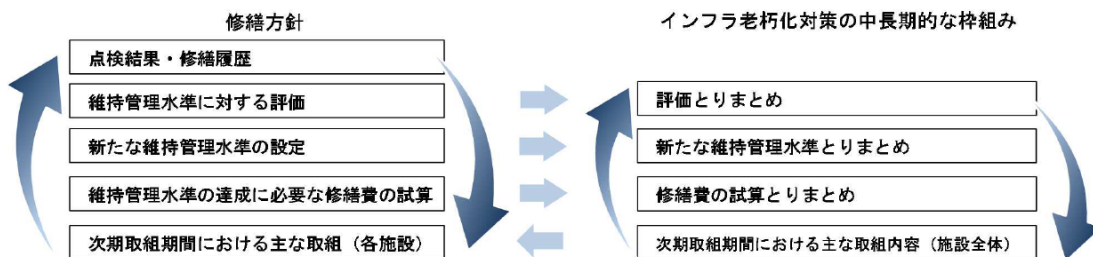 修繕方針
点検結果・修繕履歴
維持管理水準に対する評価
新たな維持管理水準の設定
維持管理水準の達成に必要な修繕費の試算
次期取組期間における主な取組（各施設）
インフラ老朽化対策の中長期的な枠組み
評価とりまとめ
新たな維持管理水準とりまとめ
修繕費の試算とりまとめ
次期取組期間における主な取組内容（施設全体）